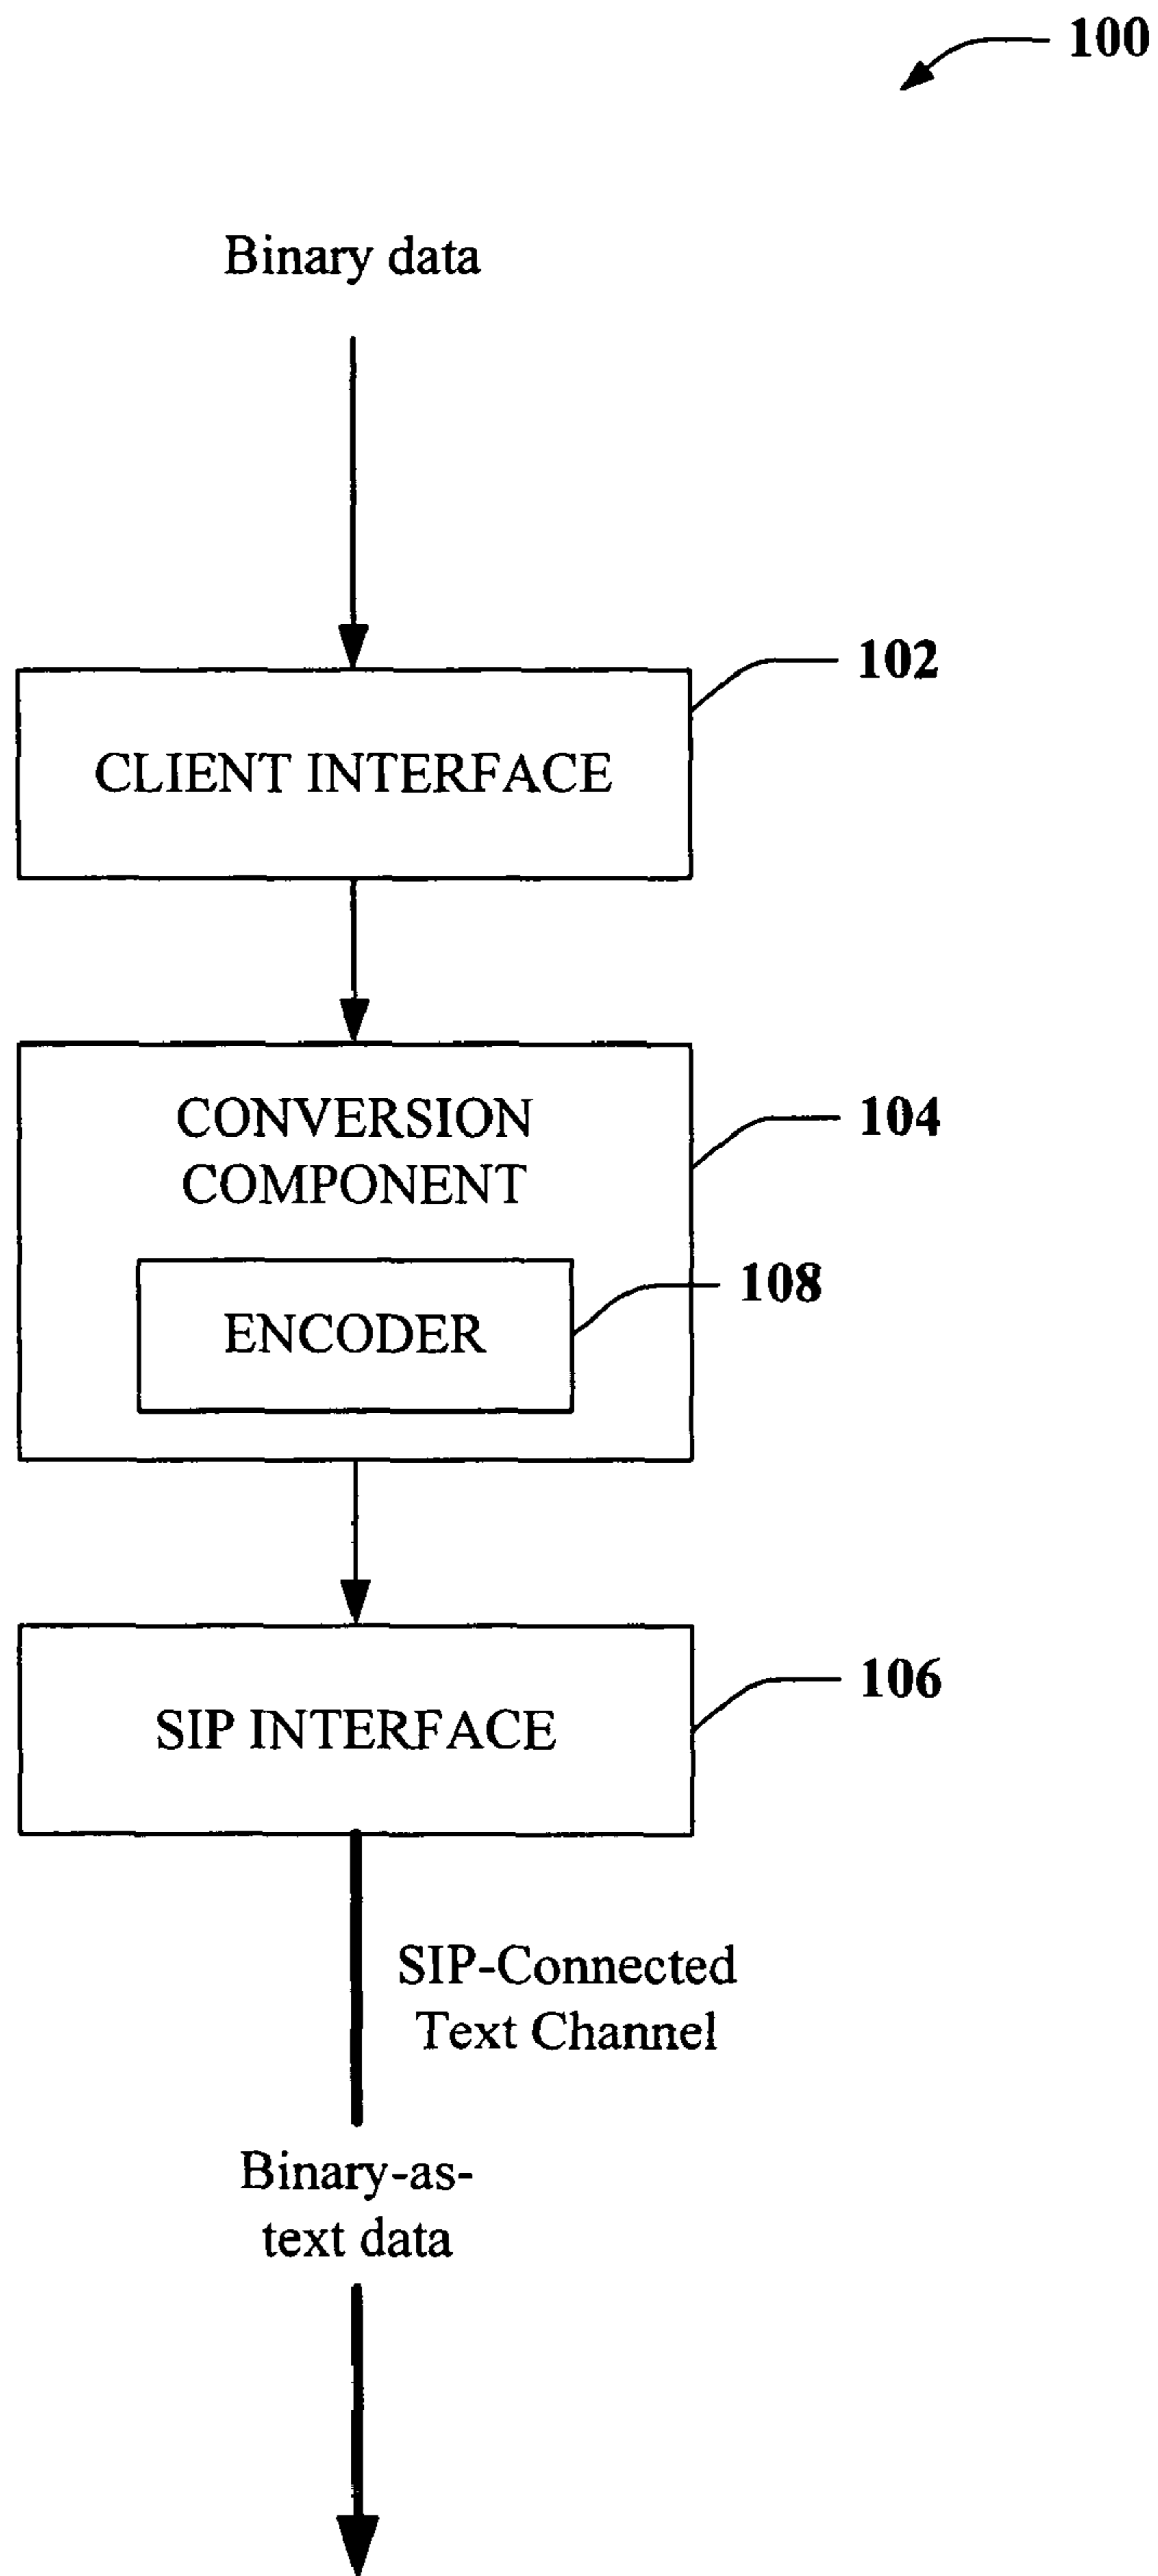 100
Binary data
102
CLIENT INTERFACE
CONVERSION
COMPONENT
104
108
ENCODER
106
SIP INTERFACE
SIP-Connected
Text Channel
Binary-as-
text data